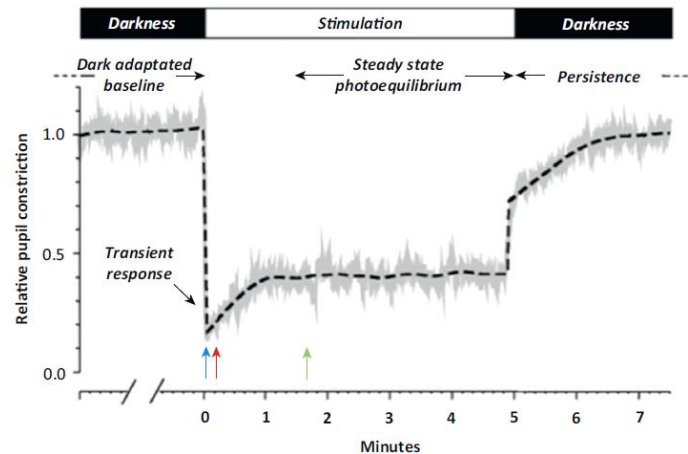 Darkness Stimulation Darkness
Dark adaptated
baseline
Steady state
photoequilibrium
Persistence
Relative pupil constriction
1.0
0.5
0.0
Transient
response
0 1 2 3 4 5 6 7
Minutes